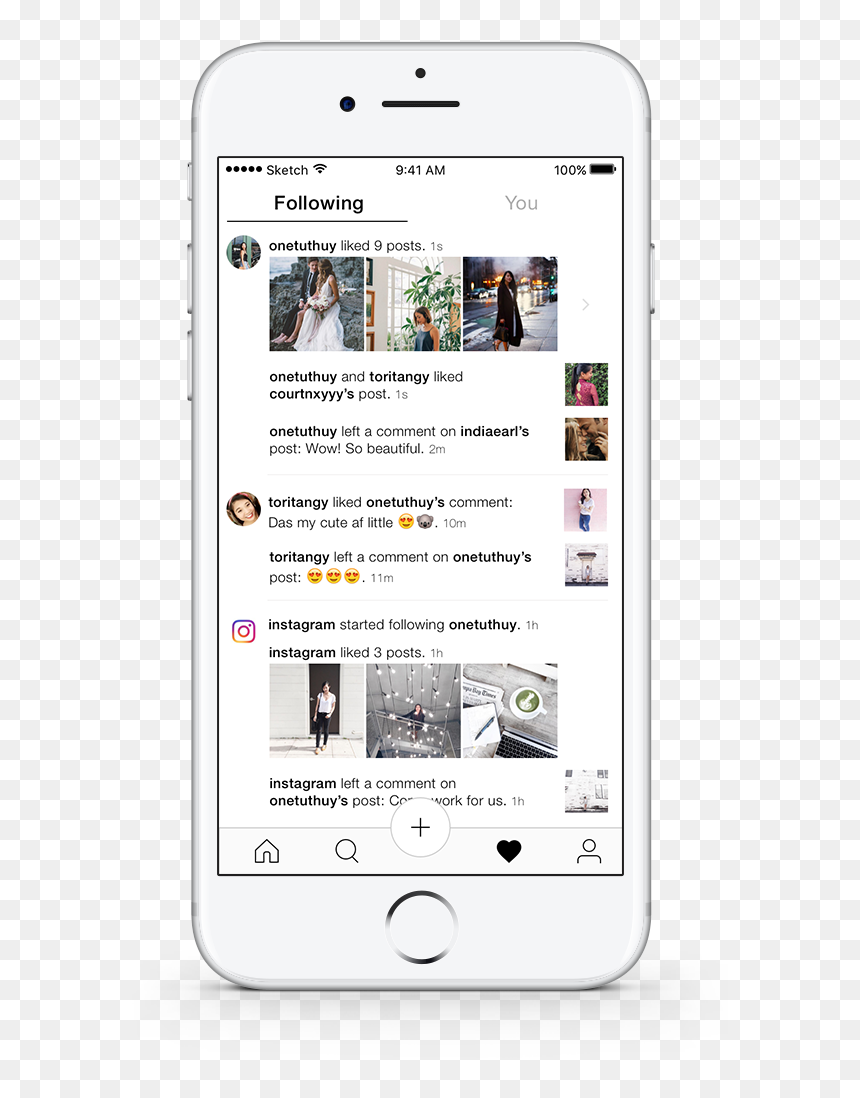 Sketch 9:41 AM 100%
Following You
onetuthuy liked 9 posts. 1s
onetuthuy and toritangy liked
courtnxyyy’s post. 1s
onetuthuy left a comment on indiaearl’s
post: Wow! So beautiful. 2m
toritangy liked onetuthuy’s comment:
Das my cute af little 😍🐨. 10m
toritangy left a comment on onetuthuy’s
post: 😍😍😍. 11m
instagram started following onetuthuy. 1h
instagram liked 3 posts. 1h
Bay Times
instagram left a comment on
onetuthuy’s post: work for us. 1h